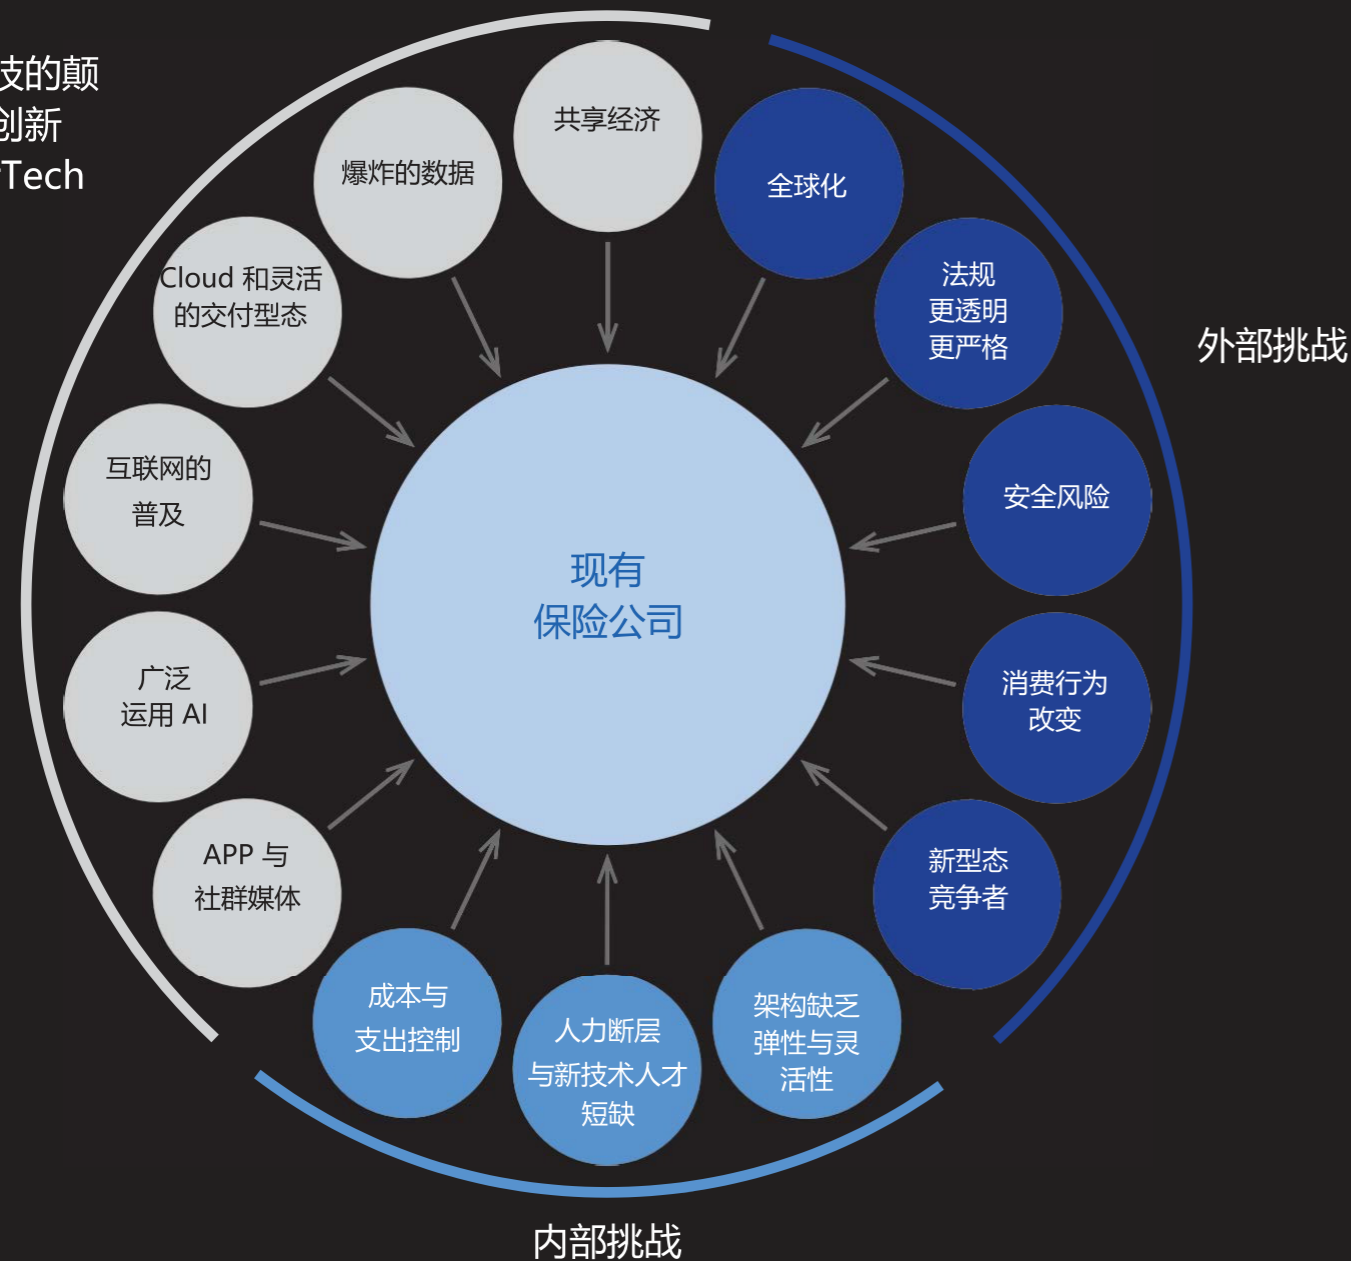 技的颠
创新
Tech
共享经济
爆炸的数据
全球化
Cloud 和灵活
的交付型态
法规
更透明
更严格
外部挑战
互联网的
普及
安全风险
现有
保险公司
广泛
运用 AI
消费行为
改变
APP 与
社群媒体
新型态
竞争者
成本与
支出控制
人力断层
与新技术人才
短缺
架构缺乏
弹性与灵
活性
内部挑战